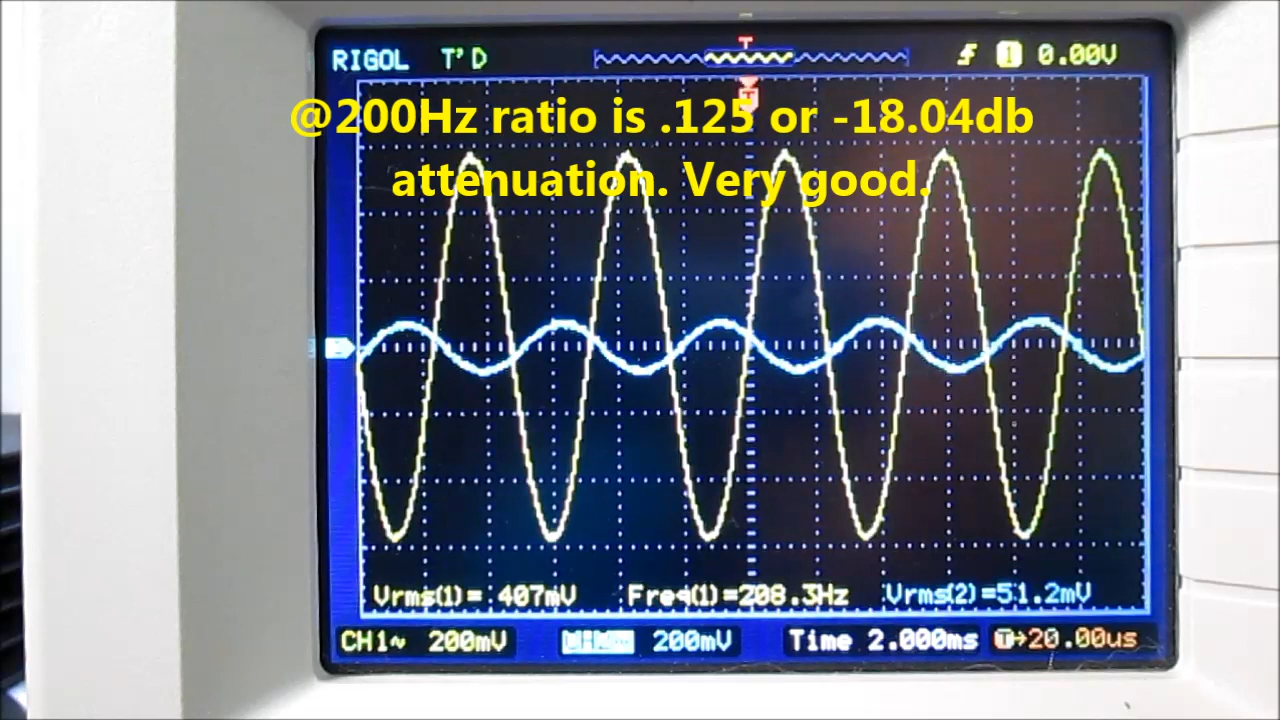 RIGOL T'D 1 0.00V
T
@200Hz ratio is .125 or -18.04db
attenuation. Very good.
Vrms(1)= 407mV Freq(1)=208.3Hz Vrms(2)=51.2mV
CH1~ 200mV 200mV Time 2.000ms T→20.00us